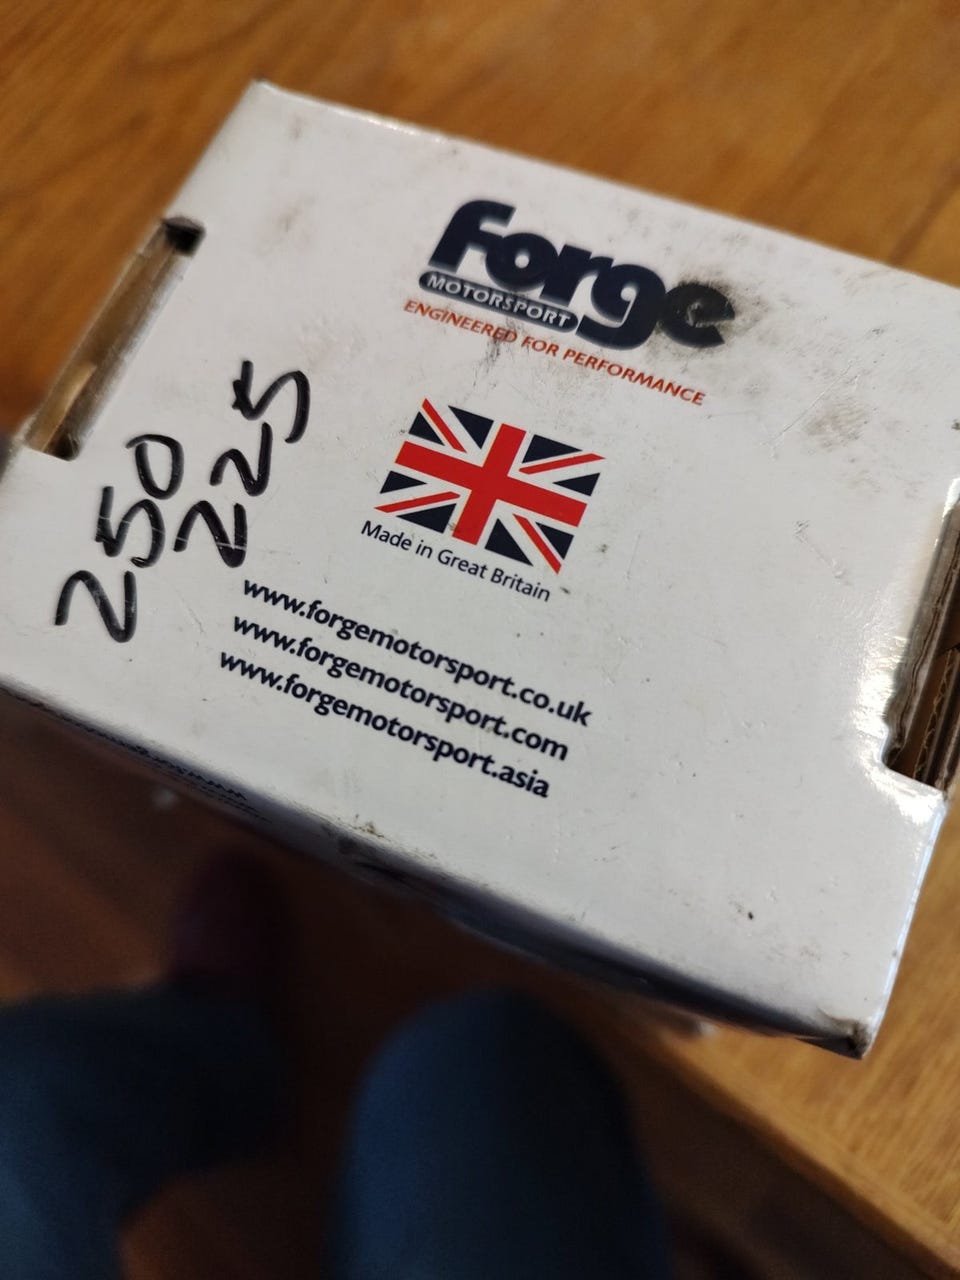 forge
MOTORSPORT
ENGINEERED FOR PERFORMANCE
Made in Great Britain
www.forgemotorsport.co.uk
www.forgemotorsport.com
www.forgemotorsport.asia
250
225